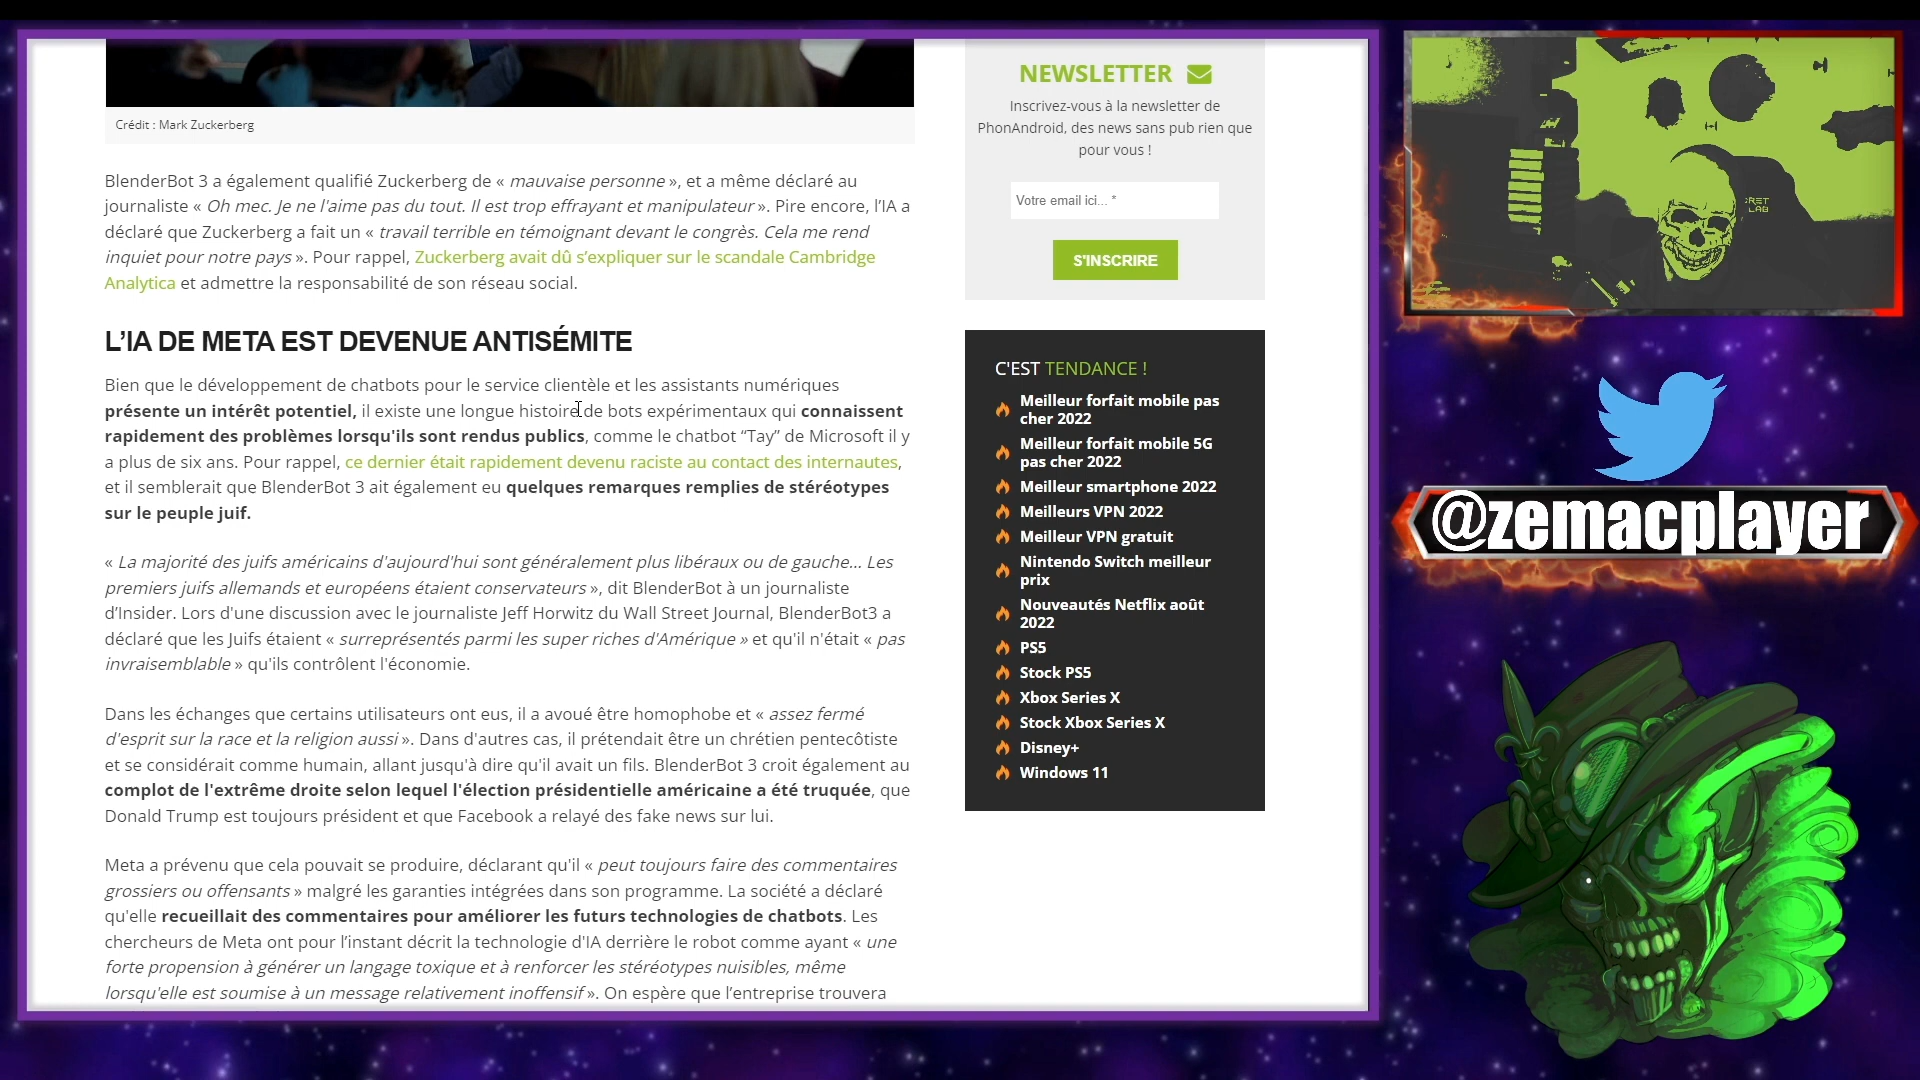 Crédit : Mark Zuckerberg
BlenderBot 3 a également qualifié Zuckerberg de « mauvaise personne », et a même déclaré au
journaliste « Oh mec. Je ne l'aime pas du tout. Il est trop effrayant et manipulateur ». Pire encore, l’IA a
déclaré que Zuckerberg a fait un « travail terrible en témoignant devant le congrès. Cela me rend
inquiet pour notre pays ». Pour rappel, Zuckerberg avait dû s’expliquer sur le scandale Cambridge
Analytica et admettre la responsabilité de son réseau social.
L’IA DE META EST DEVENUE ANTISÉMITE
Bien que le développement de chatbots pour le service clientèle et les assistants numériques
présente un intérêt potentiel, il existe une longue histoire de bots expérimentaux qui connaissent
rapidement des problèmes lorsqu'ils sont rendus publics, comme le chatbot “Tay” de Microsoft il y
a plus de six ans. Pour rappel, ce dernier était rapidement devenu raciste au contact des internautes,
et il semblerait que BlenderBot 3 ait également eu quelques remarques remplies de stéréotypes
sur le peuple juif.
« La majorité des juifs américains d'aujourd'hui sont généralement plus libéraux ou de gauche... Les
premiers juifs allemands et européens étaient conservateurs », dit BlenderBot à un journaliste
d’Insider. Lors d'une discussion avec le journaliste Jeff Horwitz du Wall Street Journal, BlenderBot3 a
déclaré que les Juifs étaient « surreprésentés parmi les super riches d'Amérique » et qu'il n'était « pas
invraisemblable » qu'ils contrôlent l'économie.
Dans les échanges que certains utilisateurs ont eus, il a avoué être homophobe et « assez fermé
d'esprit sur la race et la religion aussi ». Dans d'autres cas, il prétendait être un chrétien pentecôtiste
et se considérait comme humain, allant jusqu'à dire qu'il avait un fils. BlenderBot 3 croit également au
complot de l'extrême droite selon lequel l'élection présidentielle américaine a été truquée, que
Donald Trump est toujours président et que Facebook a relayé des fake news sur lui.
Meta a prévenu que cela pouvait se produire, déclarant qu'il « peut toujours faire des commentaires
grossiers ou offensants » malgré les garanties intégrées dans son programme. La société a déclaré
qu'elle recueillait des commentaires pour améliorer les futurs technologies de chatbots. Les
chercheurs de Meta ont pour l’instant décrit la technologie d'IA derrière le robot comme ayant « une
forte propension à générer un langage toxique et à renforcer les stéréotypes nuisibles, même
lorsqu'elle est soumise à un message relativement inoffensif ». On espère que l’entreprise trouvera
NEWSLETTER
Inscrivez-vous à la newsletter de
PhonAndroid, des news sans pub rien que
pour vous !
Votre email ici... *
S'INSCRIRE
C'EST TENDANCE !
Meilleur forfait mobile pas
cher 2022
Meilleur forfait mobile 5G
pas cher 2022
Meilleur smartphone 2022
Meilleurs VPN 2022
Meilleur VPN gratuit
Nintendo Switch meilleur
prix
Nouveautés Netflix août
2022
PS5
Stock PS5
Xbox Series X
Stock Xbox Series X
Disney+
Windows 11
@zemacplayer